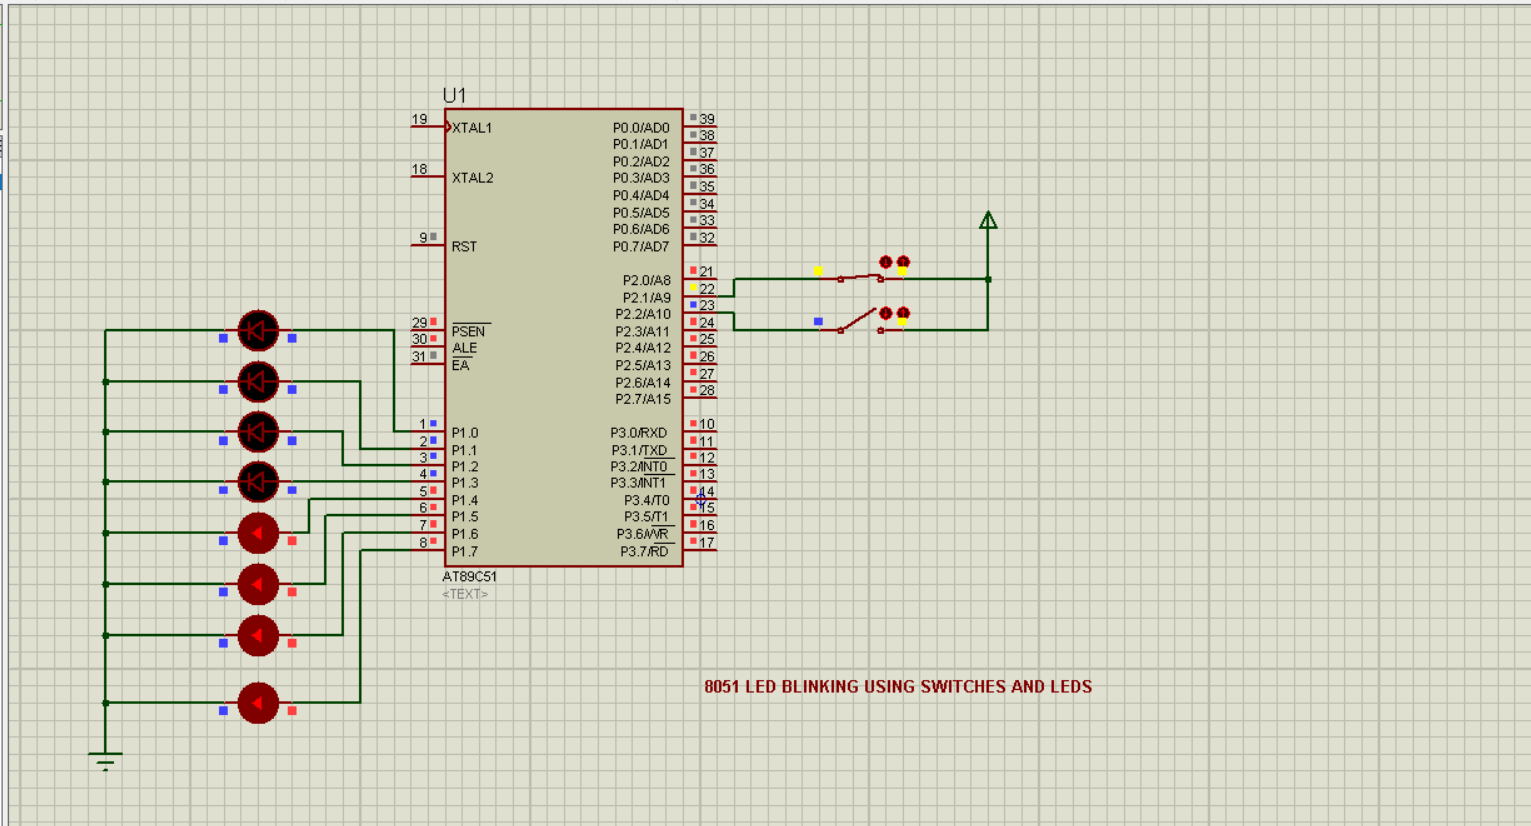 U1
19 XTAL1
18 XTAL2
9 RST
29 PSEN
30 ALE
31 EA
1 P1.0
2 P1.1
3 P1.2
4 P1.3
5 P1.4
6 P1.5
7 P1.6
8 P1.7
P0.0/AD0 39
P0.1/AD1 38
P0.2/AD2 37
P0.3/AD3 36
P0.4/AD4 35
P0.5/AD5 34
P0.6/AD6 33
P0.7/AD7 32
P2.0/A8 21
P2.1/A9 22
P2.2/A10 23
P2.3/A11 24
P2.4/A12 25
P2.5/A13 26
P2.6/A14 27
P2.7/A15 28
P3.0/RXD 10
P3.1/TXD 11
P3.2/INT0 12
P3.3/INT1 13
P3.4/T0 14
P3.5/T1 15
P3.6/WR 16
P3.7/RD 17
AT89C51
<TEXT>
8051 LED BLINKING USING SWITCHES AND LEDS